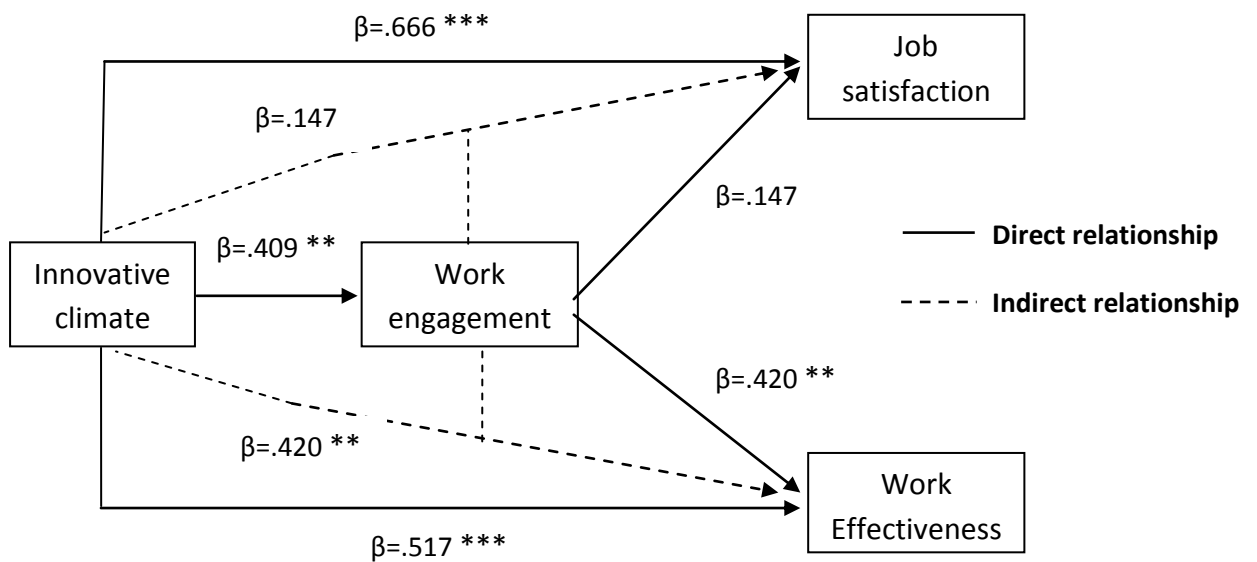 β=.666 ***
Job
satisfaction
β=.147
β=.147
β=.409 **
Innovative
climate
Work
engagement
Direct relationship
Indirect relationship
β=.420 **
β=.420 **
Work
Effectiveness
β=.517 ***